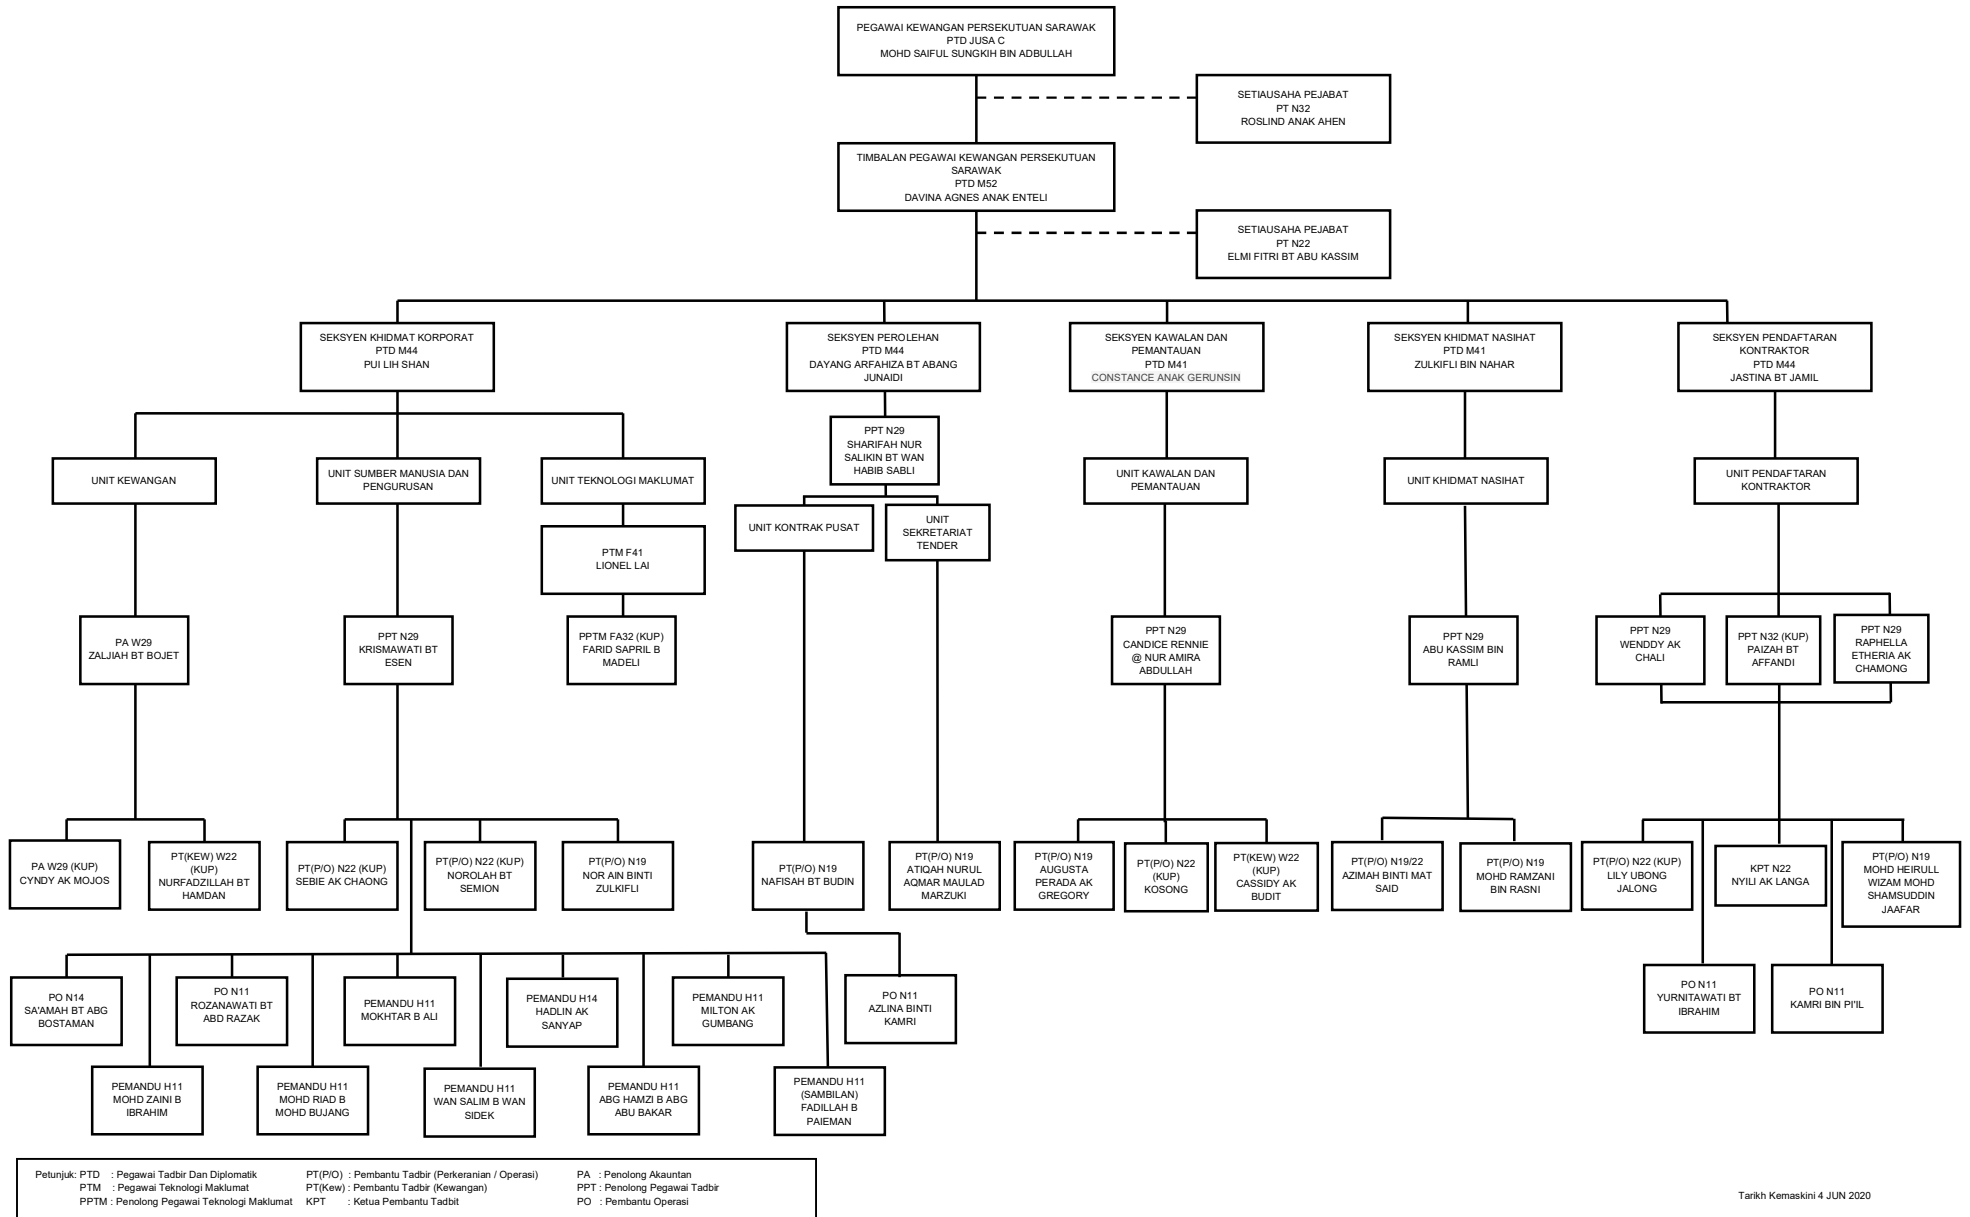 PEGAWAI KEWANGAN PERSEKUTUAN SARAWAK
PTD JUSA C
MOHD SAIFUL SUNGKIH BIN ADBULLAH
SETIAUSAHA PEJABAT
PT N32
ROSLIND ANAK AHEN
TIMBALAN PEGAWAI KEWANGAN PERSEKUTUAN
SARAWAK
PTD M52
DAVINA AGNES ANAK ENTELI
SETIAUSAHA PEJABAT
PT N22
ELMI FITRI BT ABU KASSIM
SEKSYEN KHIDMAT KORPORAT
PTD M44
PUI LIH SHAN
SEKSYEN PEROLEHAN
PTD M44
DAYANG ARFAHIZA BT ABANG
JUNAIDI
SEKSYEN KAWALAN DAN
PEMANTAUAN
PTD M41
CONSTANCE ANAK GERUNSIN
SEKSYEN KHIDMAT NASIHAT
PTD M41
ZULKIFLI BIN NAHAR
SEKSYEN PENDAFTARAN
KONTRAKTOR
PTD M44
JASTINA BT JAMIL
PPT N29
SHARIFAH NUR
SALIKIN BT WAN
HABIB SABLI
UNIT KEWANGAN
UNIT SUMBER MANUSIA DAN
PENGURUSAN
UNIT TEKNOLOGI MAKLUMAT
UNIT KAWALAN DAN
PEMANTAUAN
UNIT KHIDMAT NASIHAT
UNIT PENDAFTARAN
KONTRAKTOR
UNIT KONTRAK PUSAT
UNIT
SEKRETARIAT
TENDER
PTM F41
LIONEL LAI
PA W29
ZALJIAH BT BOJET
PPT N29
KRISMAWATI BT
ESEN
PPTM FA32 (KUP)
FARID SAPRIL B
MADELI
PPT N29
CANDICE RENNIE
@ NUR AMIRA
ABDULLAH
PPT N29
ABU KASSIM BIN
RAMLI
PPT N29
WENDDY AK
CHALI
PPT N32 (KUP)
PAIZAH BT
AFFANDI
PPT N29
RAPHELLA
ETHERIA AK
CHAMONG
PA W29 (KUP)
CYNDY AK MOJOS
PT(KEW) W22
(KUP)
NURFADZILLAH BT
HAMDAN
PT(P/O) N22 (KUP)
SEBIE AK CHAONG
PT(P/O) N22 (KUP)
NOROLAH BT
SEMION
PT(P/O) N19
NOR AIN BINTI
ZULKIFLI
PT(P/O) N19
NAFISAH BT BUDIN
PT(P/O) N19
ATIQAH NURUL
AQMAR MAULAD
MARZUKI
PT(P/O) N19
AUGUSTA
PERADA AK
GREGORY
PT(P/O) N22
(KUP)
KOSONG
PT(KEW) W22
(KUP)
CASSIDY AK
BUDIT
PT(P/O) N19/22
AZIMAH BINTI MAT
SAID
PT(P/O) N19
MOHD RAMZANI
BIN RASNI
PT(P/O) N22 (KUP)
LILY UBONG
JALONG
KPT N22
NYILI AK LANGA
PT(P/O) N19
MOHD HEIRULL
WIZAM MOHD
SHAMSUDDIN
JAAFAR
PO N14
SA'AMAH BT ABG
BOSTAMAN
PO N11
ROZANAWATI BT
ABD RAZAK
PEMANDU H11
MOKHTAR B ALI
PEMANDU H14
HADLIN AK
SANYAP
PEMANDU H11
MILTON AK
GUMBANG
PO N11
AZLINA BINTI
KAMRI
PO N11
YURNITAWATI BT
IBRAHIM
PO N11
KAMRI BIN PI'IL
PEMANDU H11
MOHD ZAINI B
IBRAHIM
PEMANDU H11
MOHD RIAD B
MOHD BUJANG
PEMANDU H11
WAN SALIM B WAN
SIDEK
PEMANDU H11
ABG HAMZI B ABG
ABU BAKAR
PEMANDU H11
(SAMBILAN)
FADILLAH B
PAIEMAN
Petunjuk: PTD : Pegawai Tadbir Dan Diplomatik PT(P/O) : Pembantu Tadbir (Perkeranian / Operasi) PA : Penolong Akauntan
PTM : Pegawai Teknologi Maklumat PT(Kew) : Pembantu Tadbir (Kewangan) PPT : Penolong Pegawai Tadbir
PPTM : Penolong Pegawai Teknologi Maklumat KPT : Ketua Pembantu Tadbit PO : Pembantu Operasi
Tarikh Kemaskini 4 JUN 2020